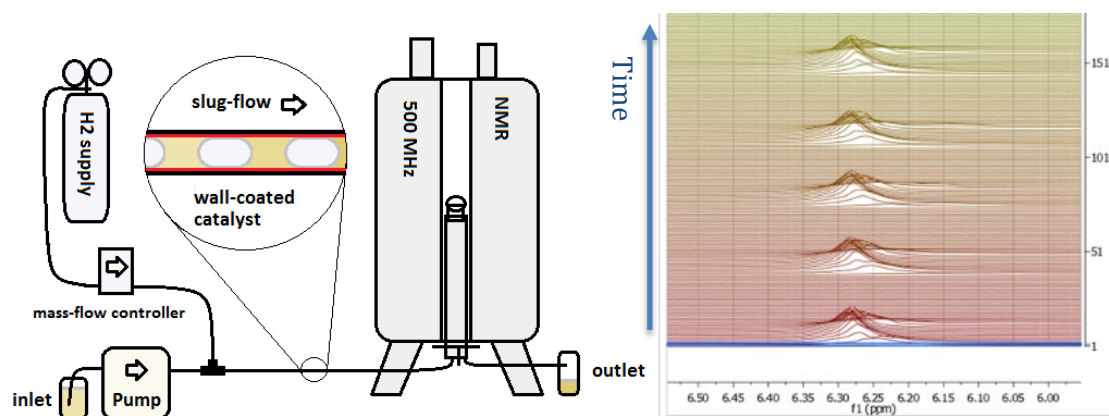 H2 supply
slug-flow
wall-coated
catalyst
500 MHz
NMR
mass-flow controller
inlet
Pump
outlet
Time
151
101
51
1
6.50 6.45 6.40 6.35 6.30 6.25 6.20 6.15 6.10 6.05 6.00
f1 (ppm)